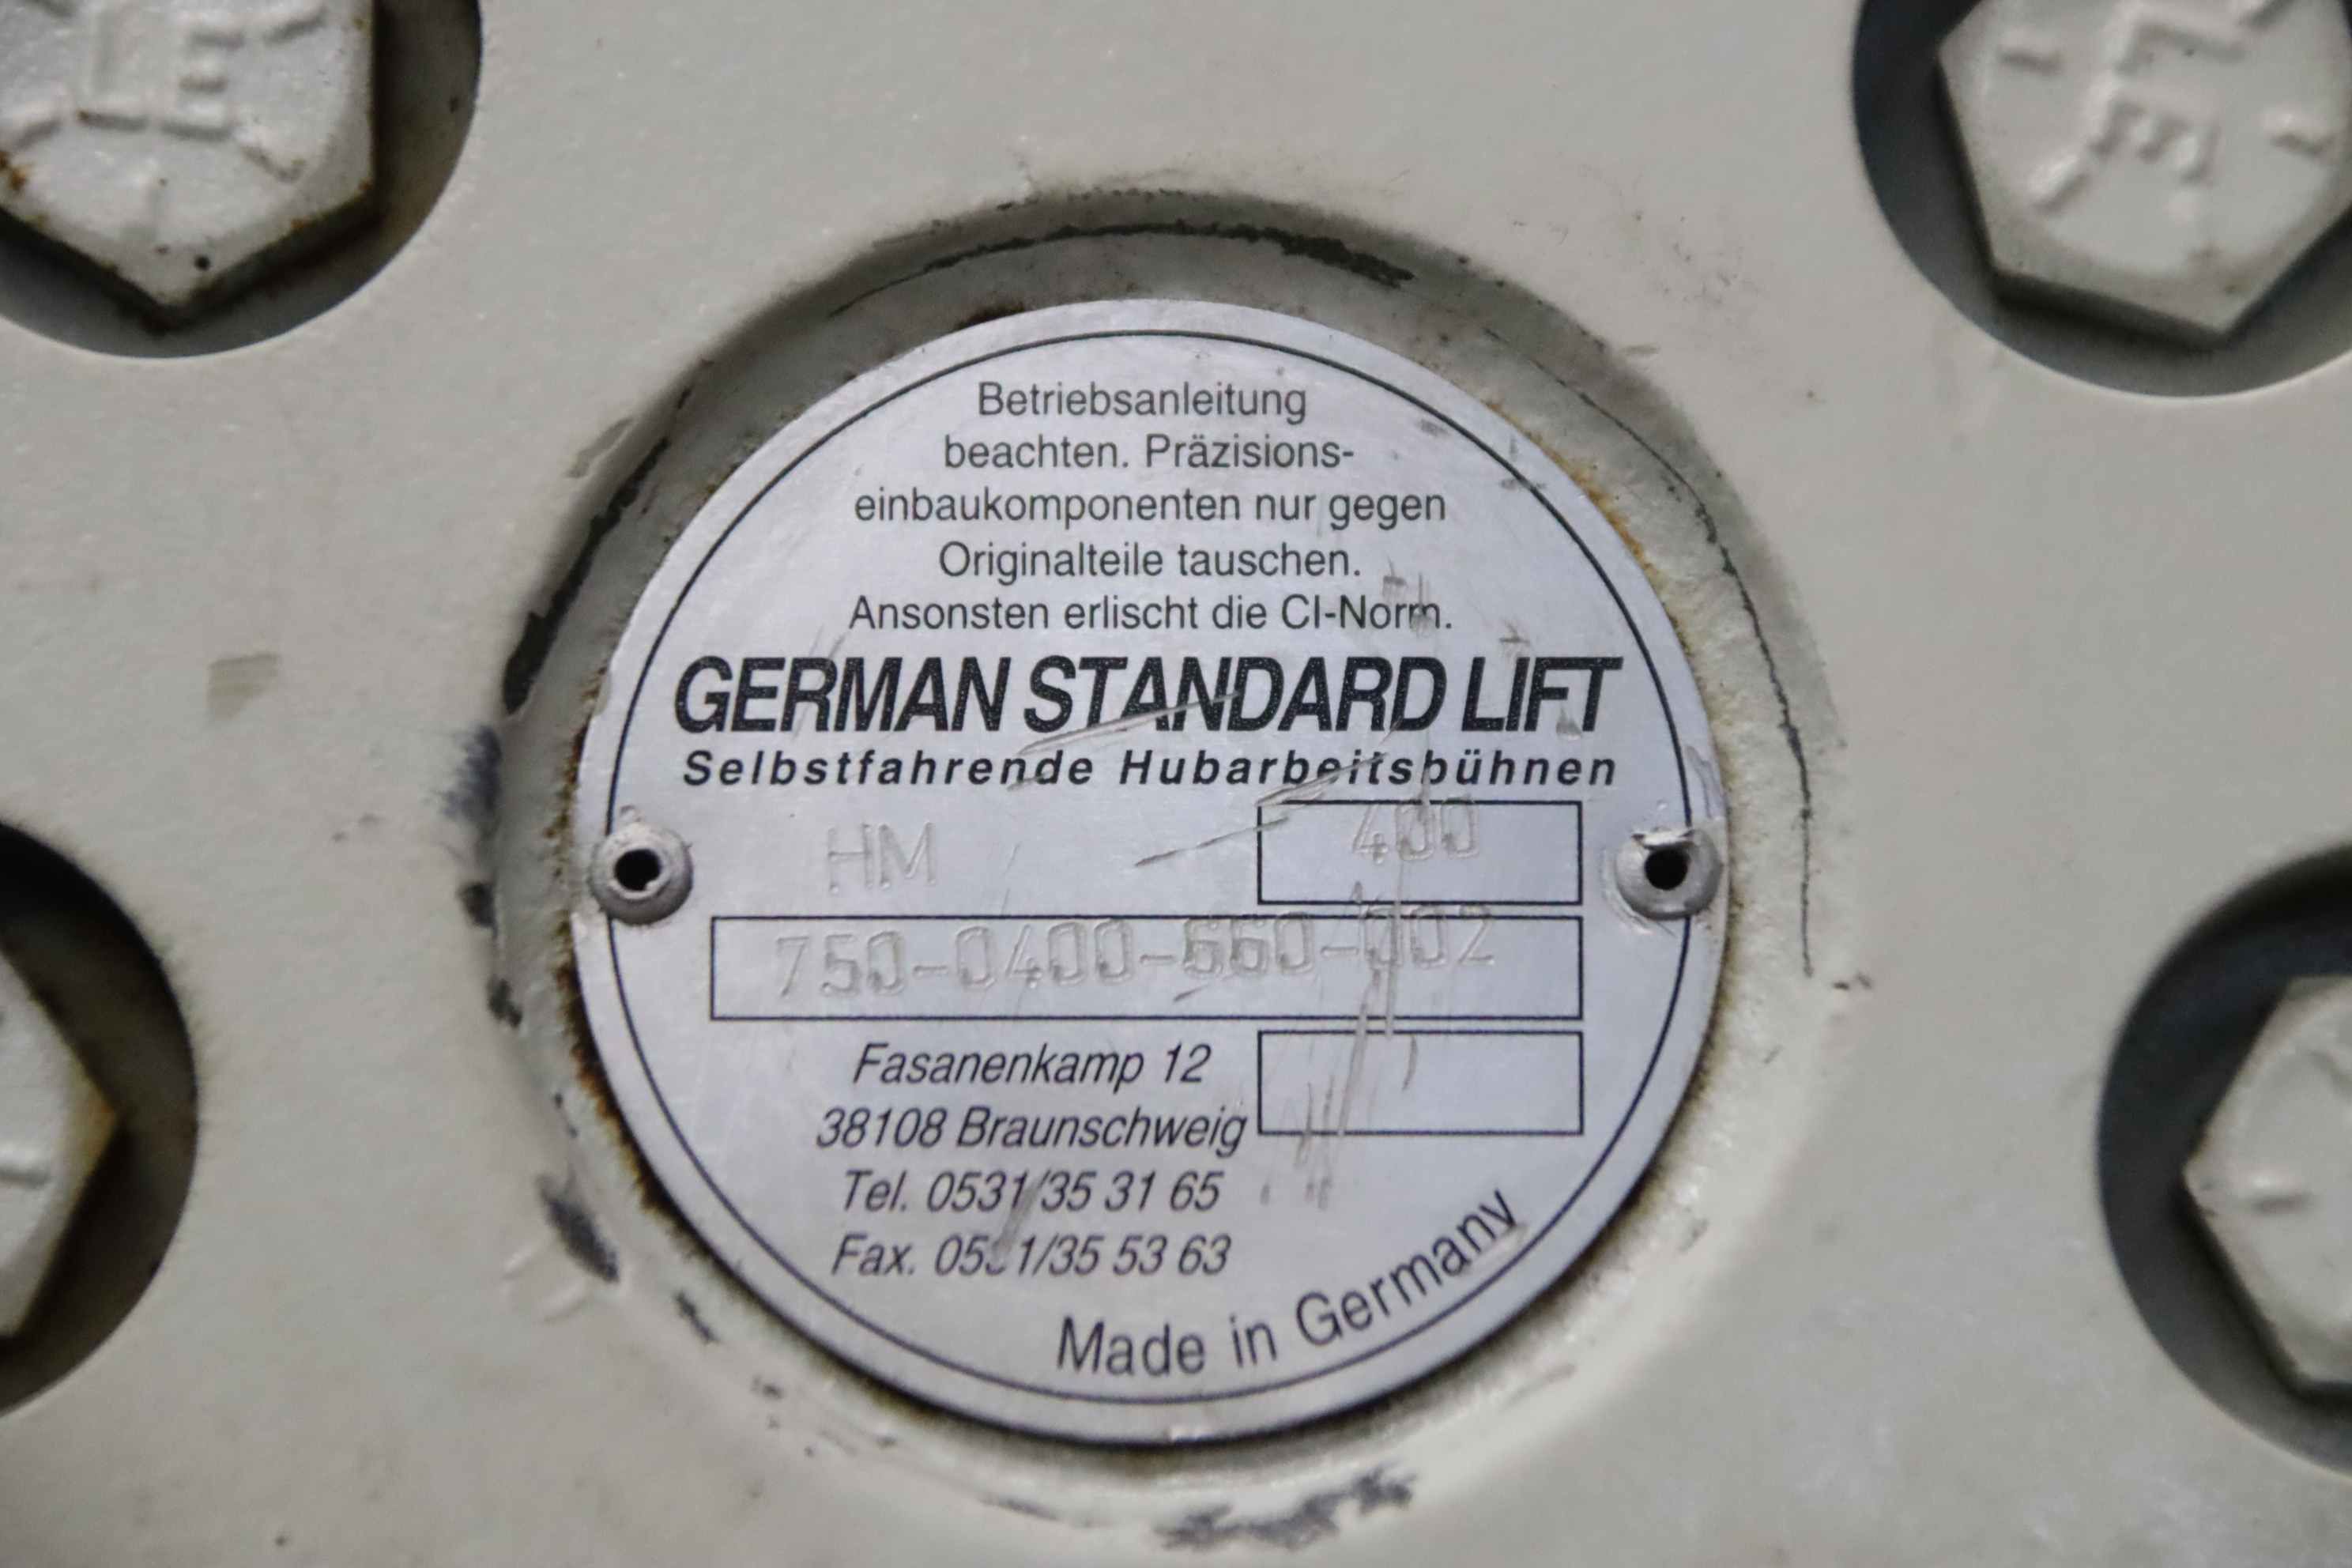 Betriebsanleitung
beachten. Präzisions-
einbaukomponenten nur gegen
Originalteile tauschen.
Ansonsten erlischt die CI-Norm.
GERMAN STANDARD LIFT
Selbstfahrende Hubarbeitsbühnen
HM 400
750-0400-660-002
Fasanenkamp 12
38108 Braunschweig
Tel. 0531/35 31 65
Fax. 0531/35 53 63
Made in Germany